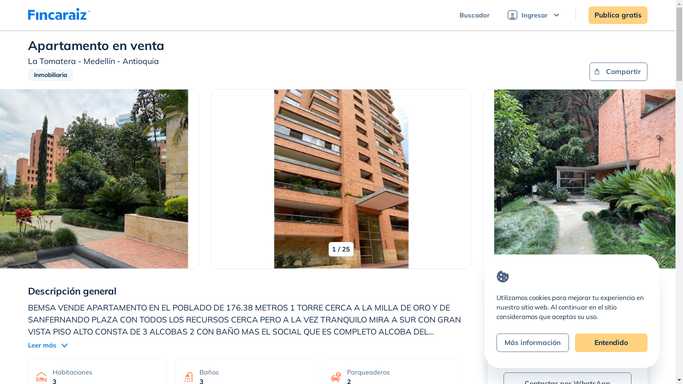 Fincaraiz
Buscador
Ingresar
Publica gratis
Apartamento en venta
La Tomatera - Medellín - Antioquia
Inmobiliaria
Compartir
1 / 25
Descripción general
BEMSA VENDE APARTAMENTO EN EL POBLADO DE 176.38 METROS 1 TORRE CERCA A LA MILLA DE ORO Y DE
SANFERNANDO PLAZA CON TODOS LOS RECURSOS CERCA PERO A LA VEZ TRANQUILO MIRA A SUR CON GRAN
VISTA PISO ALTO CONSTA DE 3 ALCOBAS 2 CON BAÑO MAS EL SOCIAL QUE ES COMPLETO ALCOBA DEL...
Leer más
Habitaciones
3
Baños
3
Parqueaderos
2
Utilizamos cookies para mejorar tu experiencia en
nuestro sitio web. Al continuar en el sitio
consideramos que aceptas su uso.
Más información
Entendido
Contactar por WhatsApp